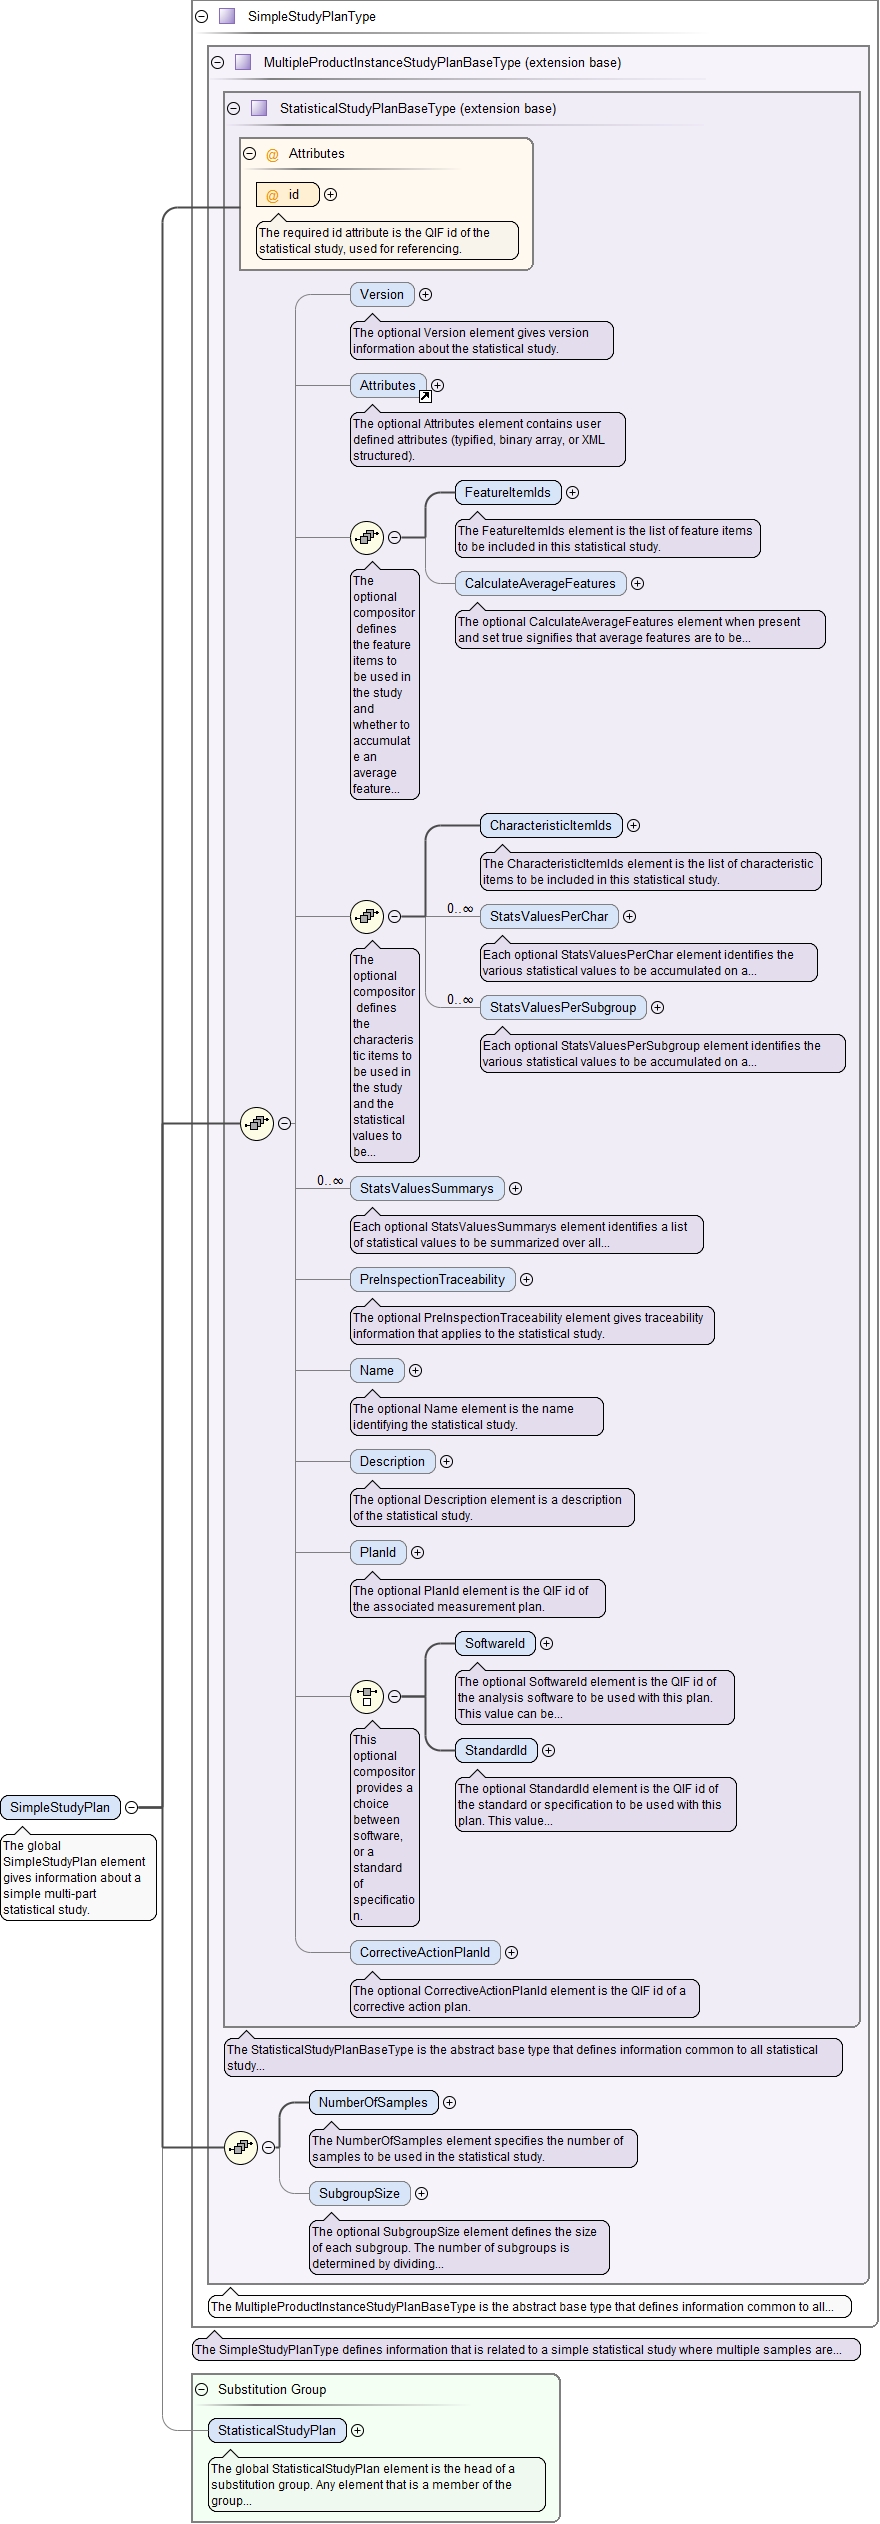 SimpleStudyPlanType
MultipleProductInstanceStudyPlanBaseType (extension base)
StatisticalStudyPlanBaseType (extension base)
@ Attributes
@ id
The required id attribute is the QIF id of the
statistical study, used for referencing.
Version
The optional Version element gives version
information about the statistical study.
Attributes
The optional Attributes element contains user
defined attributes (typified, binary array, or XML
structured).
FeatureItemIds
The FeatureItemIds element is the list of feature items
to be included in this statistical study.
CalculateAverageFeatures
The optional CalculateAverageFeatures element when present
and set true signifies that average features are to be...
The
optional
compositor
defines
the feature
items to
be used in
the study
and
whether to
accumulat
e an
average
feature...
CharacteristicItemIds
The CharacteristicItemIds element is the list of characteristic
items to be included in this statistical study.
0..∞ StatsValuesPerChar
Each optional StatsValuesPerChar element identifies the
various statistical values to be accumulated on a...
0..∞ StatsValuesPerSubgroup
Each optional StatsValuesPerSubgroup element identifies the
various statistical values to be accumulated on a...
The
optional
compositor
defines
the
characteris
tic items to
be used in
the study
and the
statistical
values to
be...
0..∞ StatsValuesSummarys
Each optional StatsValuesSummarys element identifies a list
of statistical values to be summarized over all...
PreInspectionTraceability
The optional PreInspectionTraceability element gives traceability
information that applies to the statistical study.
Name
The optional Name element is the name
identifying the statistical study.
Description
The optional Description element is a description
of the statistical study.
PlanId
The optional PlanId element is the QIF id of
the associated measurement plan.
SoftwareId
The optional SoftwareId element is the QIF id of
the analysis software to be used with this plan.
This value can be...
StandardId
The optional StandardId element is the QIF id of
the standard or specification to be used with this
plan. This value...
This
optional
compositor
provides a
choice
between
software,
or a
standard
of
specificatio
n.
SimpleStudyPlan
The global
SimpleStudyPlan element
gives information about a
simple multi-part
statistical study.
CorrectiveActionPlanId
The optional CorrectiveActionPlanId element is the QIF id of a
corrective action plan.
The StatisticalStudyPlanBaseType is the abstract base type that defines information common to all statistical
study...
NumberOfSamples
The NumberOfSamples element specifies the number of
samples to be used in the statistical study.
SubgroupSize
The optional SubgroupSize element defines the size
of each subgroup. The number of subgroups is
determined by dividing...
The MultipleProductInstanceStudyPlanBaseType is the abstract base type that defines information common to all...
The SimpleStudyPlanType defines information that is related to a simple statistical study where multiple samples are...
Substitution Group
StatisticalStudyPlan
The global StatisticalStudyPlan element is the head of a
substitution group. Any element that is a member of the
group...